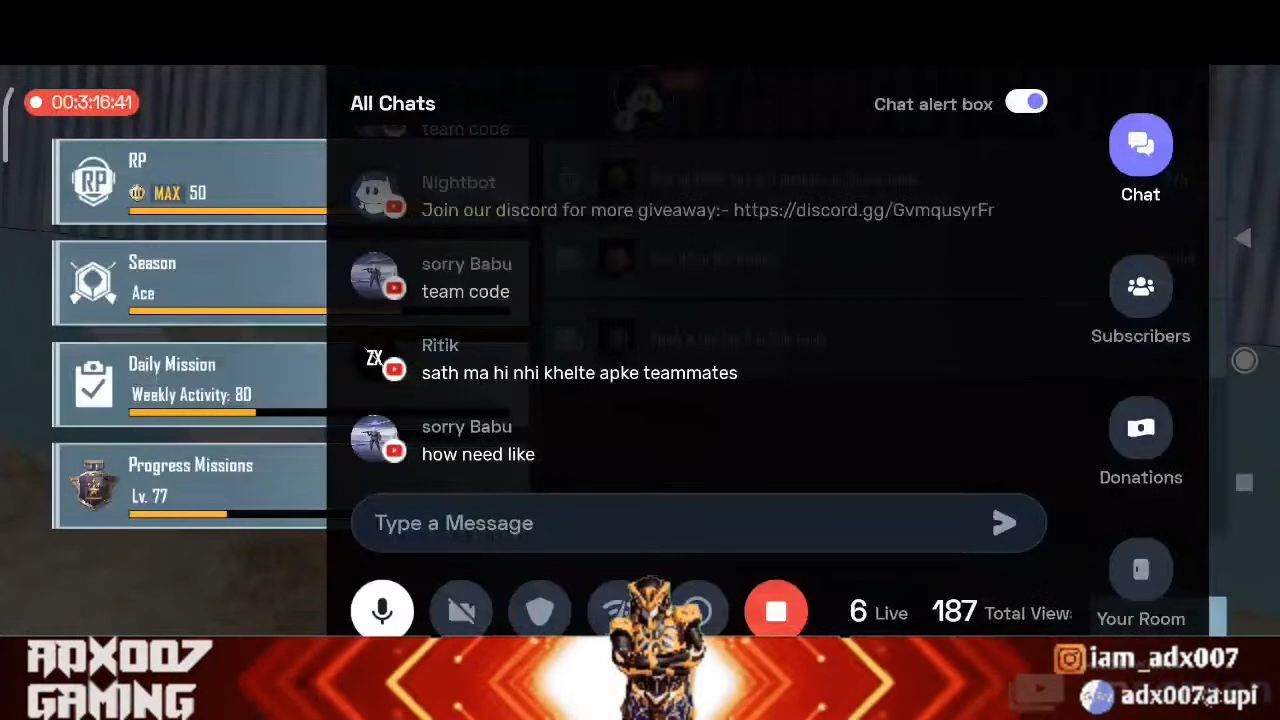 00:3:16:41
All Chats
Chat alert box
team code
RP
MAX 50
Nightbot
Join our discord for more giveaway:- https://discord.gg/GvmqusyrFr
Chat
Season
Ace
sorry Babu
team code
Subscribers
Daily Mission
Weekly Activity: 80
ZX
Ritik
sath ma hi nhi khelte apke teammates
sorry Babu
how need like
Progress Missions
Lv. 77
Donations
Type a Message
6 Live
187 Total View
Your Room
ADX007
GAMING
iam_adx007
adx007a.upi